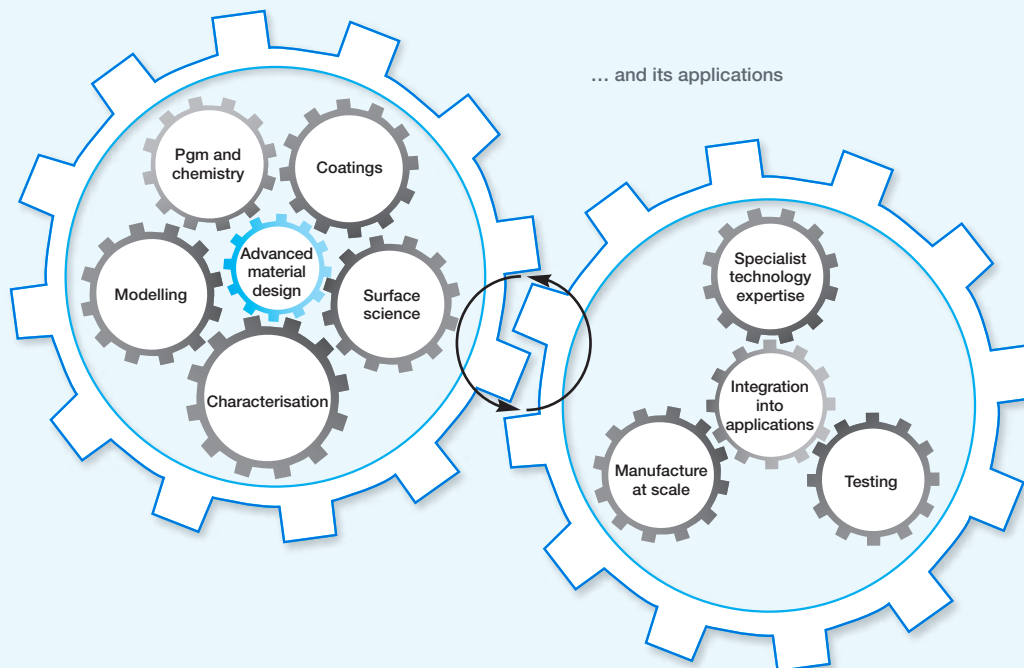 … and its applications
Pgm and
chemistry
Coatings
Advanced
material
design
Modelling
Surface
science
Characterisation
Specialist
technology
expertise
Integration
into
applications
Manufacture
at scale
Testing